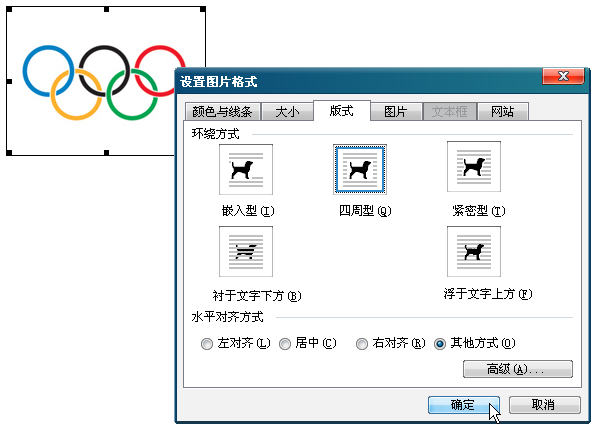 设置图片格式
颜色与线条 大小 版式 图片 文本框 网站
环绕方式
嵌入型(I) 四周型(Q) 紧密型(T)
衬于文字下方(B) 浮于文字上方(F)
水平对齐方式
左对齐(L) 居中(C) 右对齐(R) 其他方式(O)
高级(A)...
确定 取消